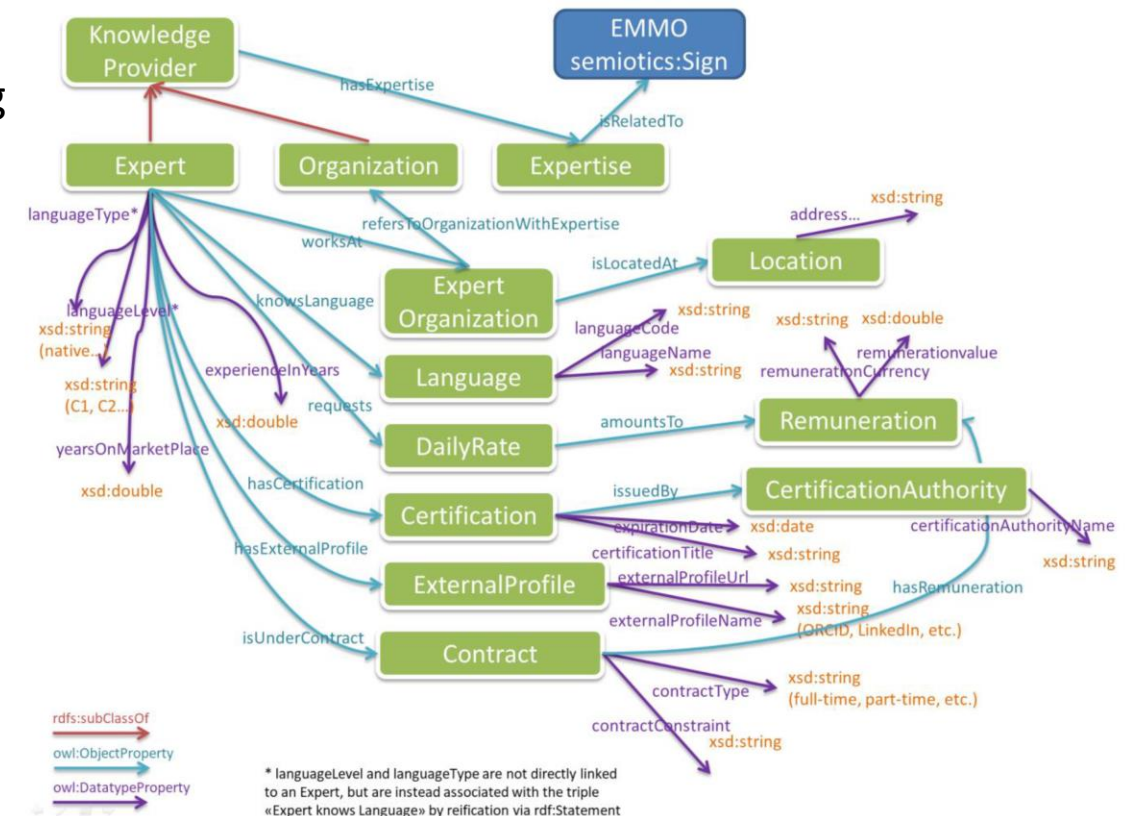 g
Knowledge
Provider
EMMO
semiotics:Sign
hasExpertise
isRelatedTo
Expert
Organization
Expertise
languageType*
xsd:string
address...
refersToOrganizationWithExpertise
worksAt
isLocatedAt
Location
Expert
Organization
knowsLanguage
languageLevel*
xsd:string
(native...)
languageCode
xsd:string
xsd:string
xsd:double
languageName
xsd:string
remunerationvalue
remunerationCurrency
experienceInYears
Language
xsd:string
(C1, C2...)
requests
xsd:double
amountsTo
Remuneration
DailyRate
yearsOnMarketPlace
xsd:double
hasCertification
issuedBy
CertificationAuthority
Certification
expirationDate
xsd:date
certificationAuthorityName
certificationTitle
xsd:string
xsd:string
hasExternalProfile
ExternalProfile
externalProfileUrl
xsd:string
hasRemuneration
externalProfileName
xsd:string
(ORCID, LinkedIn, etc.)
isUnderContract
Contract
contractType
xsd:string
(full-time, part-time, etc.)
contractConstraint
xsd:string
rdfs:subClassOf
owl:ObjectProperty
owl:DatatypeProperty
* languageLevel and languageType are not directly linked
to an Expert, but are instead associated with the triple
«Expert knows Language» by reification via rdf:Statement